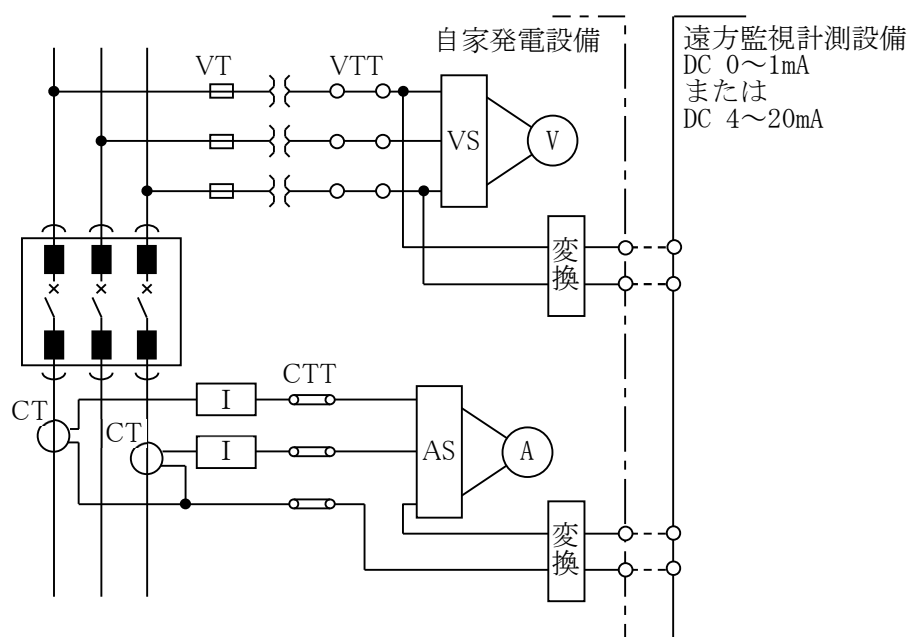 自家発電設備
遠方監視計測設備
DC 0～1mA
または
DC 4～20mA
VT
VTT
VS
V
変換
CTT
CT
I
CT
I
AS
A
変換